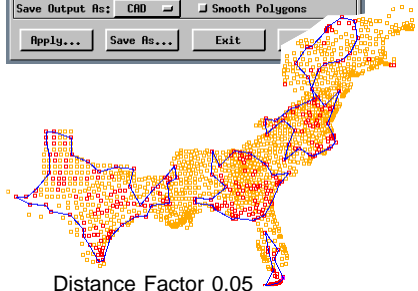 Save Output As: CAD Smooth Polygons
Apply... Save As... Exit
Distance Factor 0.05